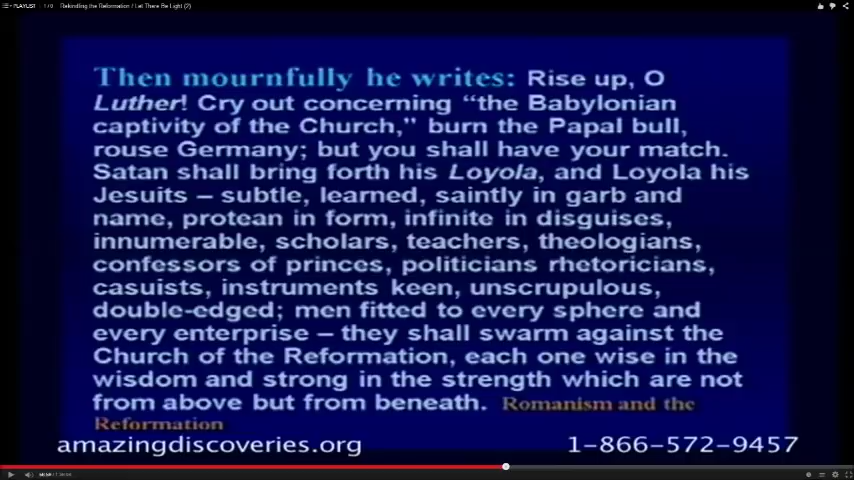 PLAYLIST
Rekindling the Reformation / Let There Be Light (2)
Then mournfully he writes: Rise up, O
Luther! Cry out concerning “the Babylonian
captivity of the Church,” burn the Papal bull,
rouse Germany; but you shall have your match.
Satan shall bring forth his Loyola, and Loyola his
Jesuits – subtle, learned, saintly in garb and
name, protean in form, infinite in disguises,
innumerable, scholars, teachers, theologians,
confessors of princes, politicians rhetoricians,
casuists, instruments keen, unscrupulous,
double-edged; men fitted to every sphere and
every enterprise – they shall swarm against the
Church of the Reformation, each one wise in the
wisdom and strong in the strength which are not
from above but from beneath. Romanism and the
Reformation
amazingdiscoveries.org 1-866-572-9457